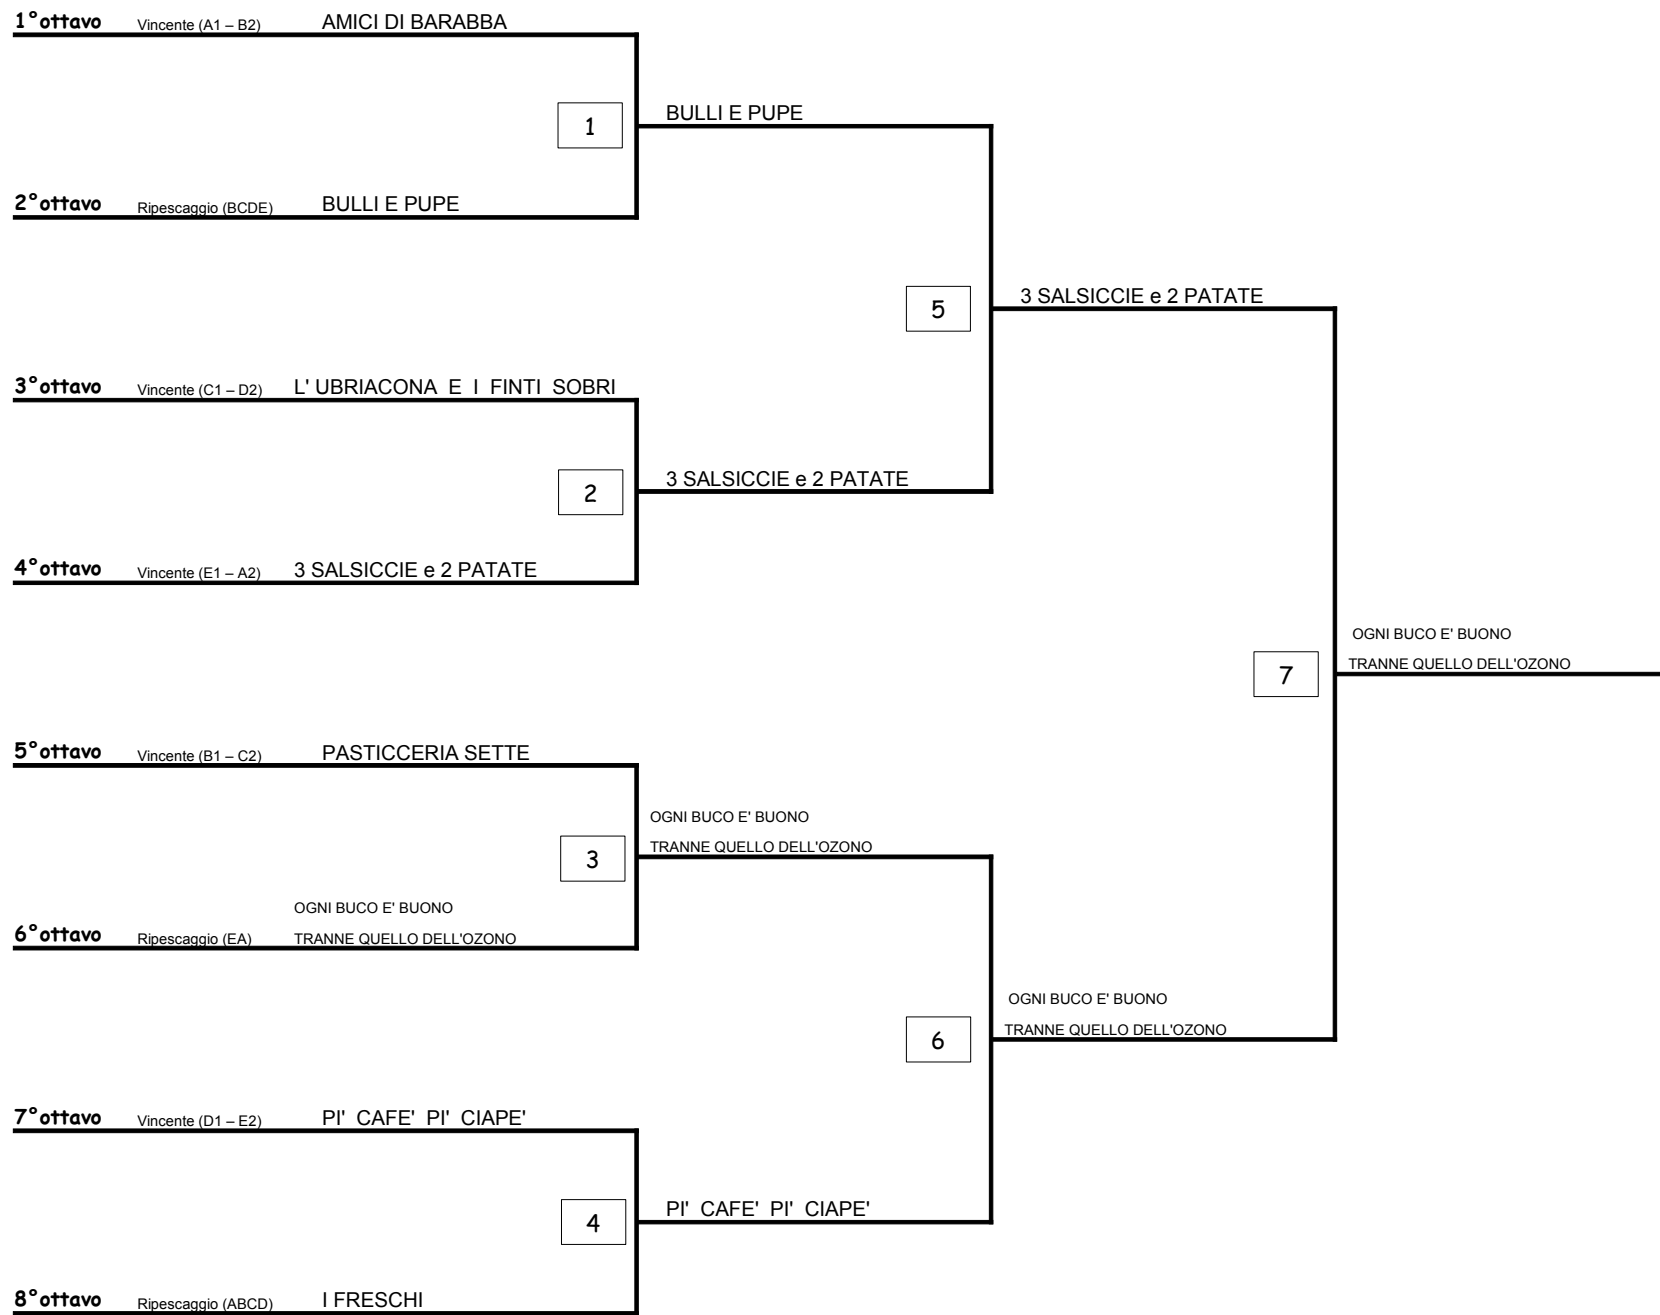 1°ottavo Vincente (A1 – B2) AMICI DI BARABBA
1 BULLI E PUPE
2°ottavo Ripescaggio (BCDE) BULLI E PUPE
5 3 SALSICCIE e 2 PATATE
3°ottavo Vincente (C1 – D2) L' UBRIACONA E I FINTI SOBRI
2 3 SALSICCIE e 2 PATATE
4°ottavo Vincente (E1 – A2) 3 SALSICCIE e 2 PATATE
OGNI BUCO E' BUONO
7 TRANNE QUELLO DELL'OZONO
5°ottavo Vincente (B1 – C2) PASTICCERIA SETTE
OGNI BUCO E' BUONO
3 TRANNE QUELLO DELL'OZONO
OGNI BUCO E' BUONO
6°ottavo Ripescaggio (EA) TRANNE QUELLO DELL'OZONO
OGNI BUCO E' BUONO
6 TRANNE QUELLO DELL'OZONO
7°ottavo Vincente (D1 – E2) PI' CAFE' PI' CIAPE'
4 PI' CAFE' PI' CIAPE'
8°ottavo Ripescaggio (ABCD) I FRESCHI